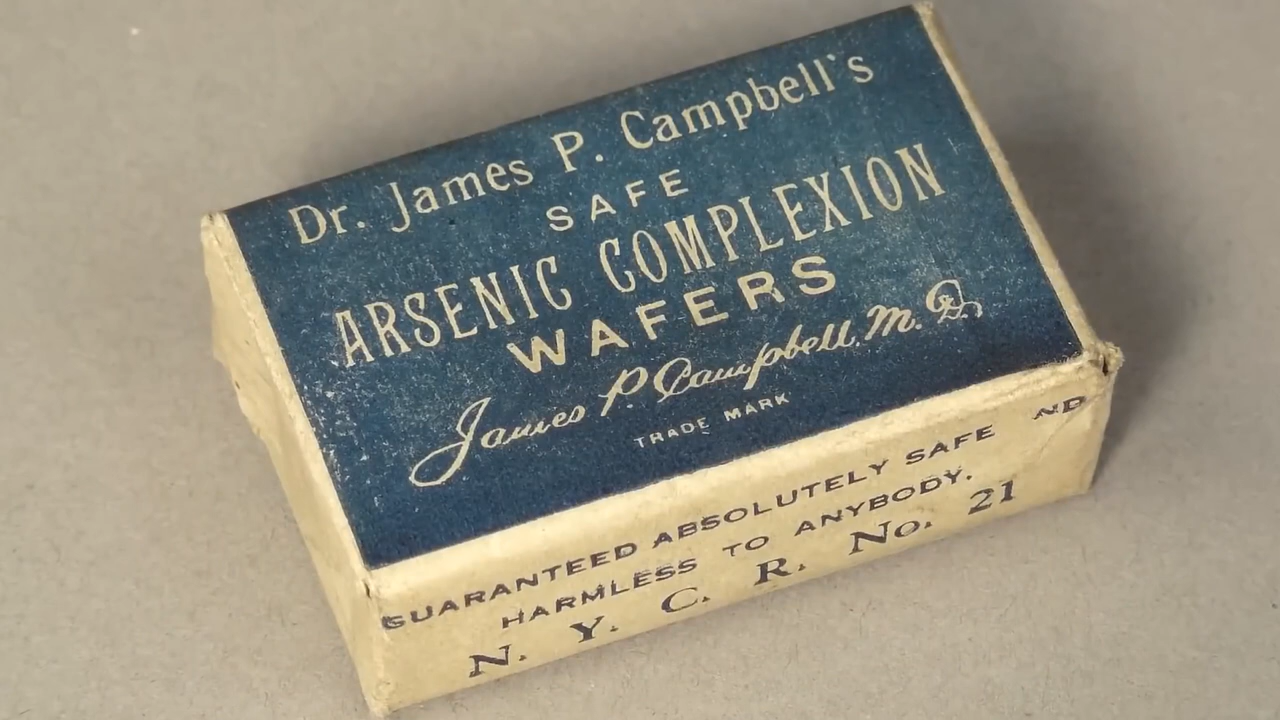 Dr. James P. Campbell's
SAFE
ARSENIC COMPLEXION
WAFERS
James P. Campbell, M. D.
TRADE MARK
GUARANTEED ABSOLUTELY SAFE
HARMLESS TO ANYBODY.
N. Y. C. R. No. 21